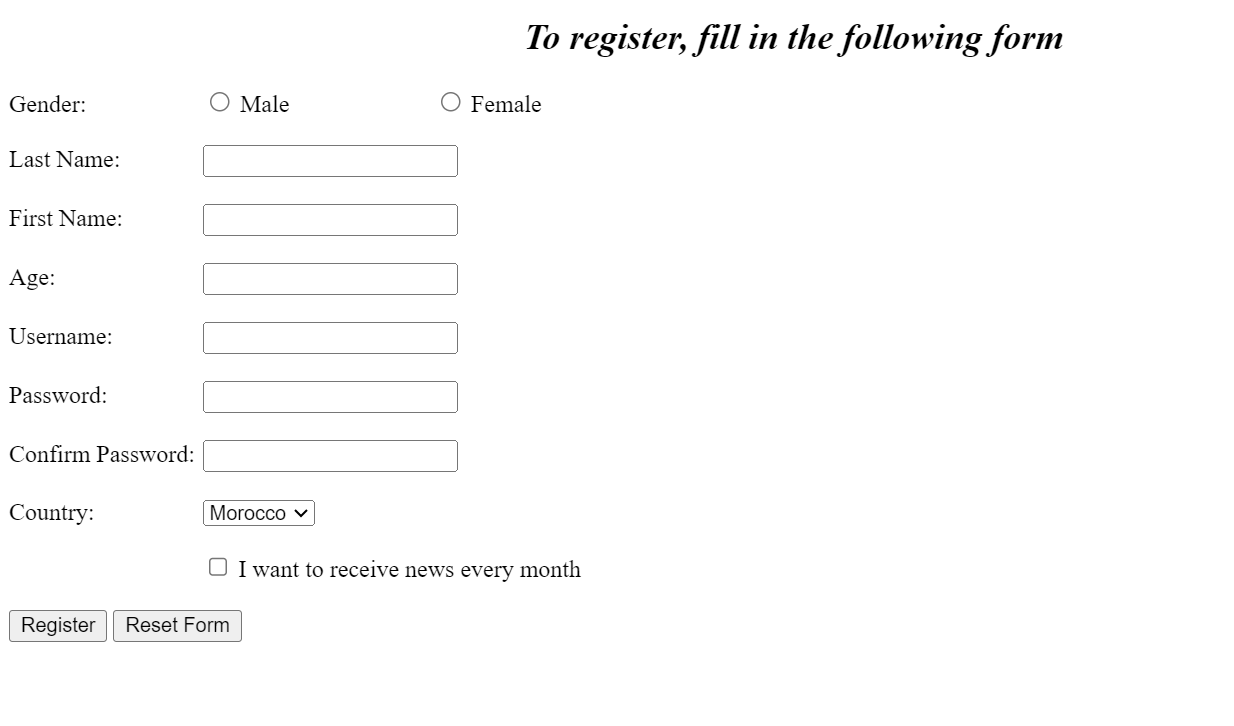 To register, fill in the following form
Gender: Male Female
Last Name:
First Name:
Age:
Username:
Password:
Confirm Password:
Country: Morocco
I want to receive news every month
Register Reset Form